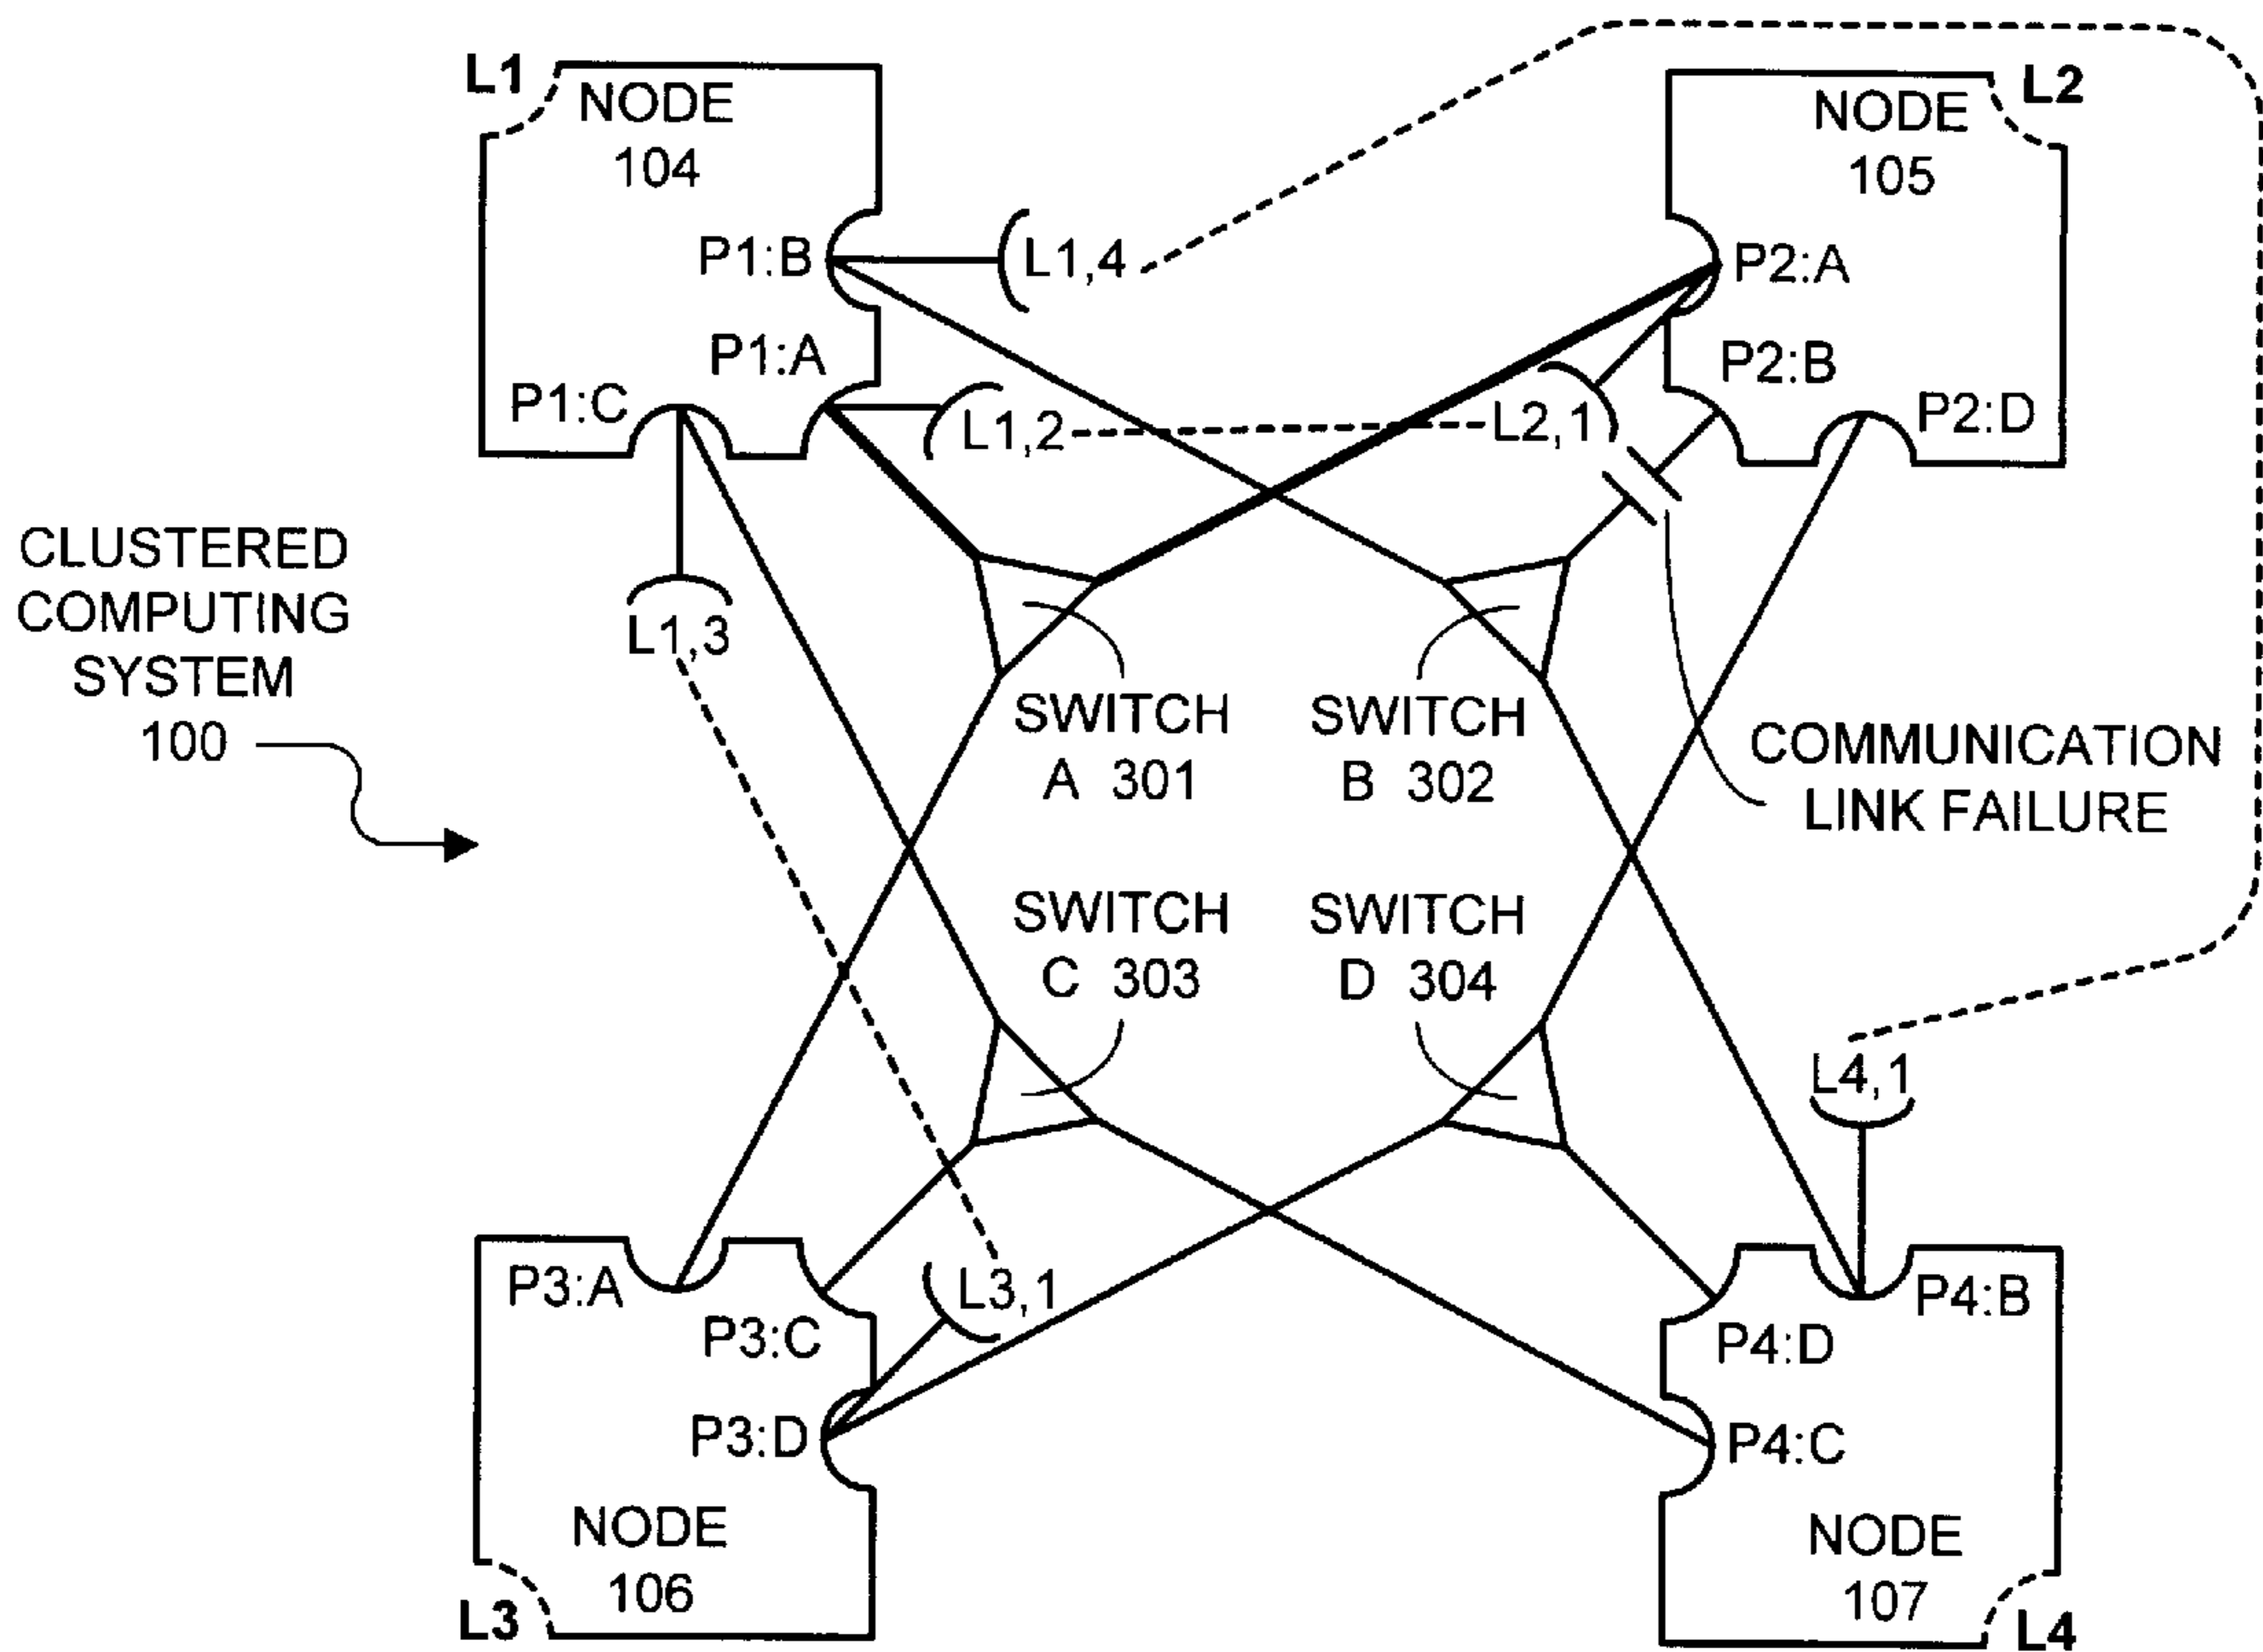 L1
NODE
104
P1:B
P1:A
P1:C
L1,4
L1,2
L1,3
L2
NODE
105
P2:A
P2:B
P2:D
L2,1
CLUSTERED
COMPUTING
SYSTEM
100
SWITCH
A 301
SWITCH
B 302
COMMUNICATION
LINK FAILURE
SWITCH
C 303
SWITCH
D 304
L4,1
P3:A
P3:C
P3:D
L3,1
NODE
106
L3
P4:B
P4:D
P4:C
NODE
107
L4